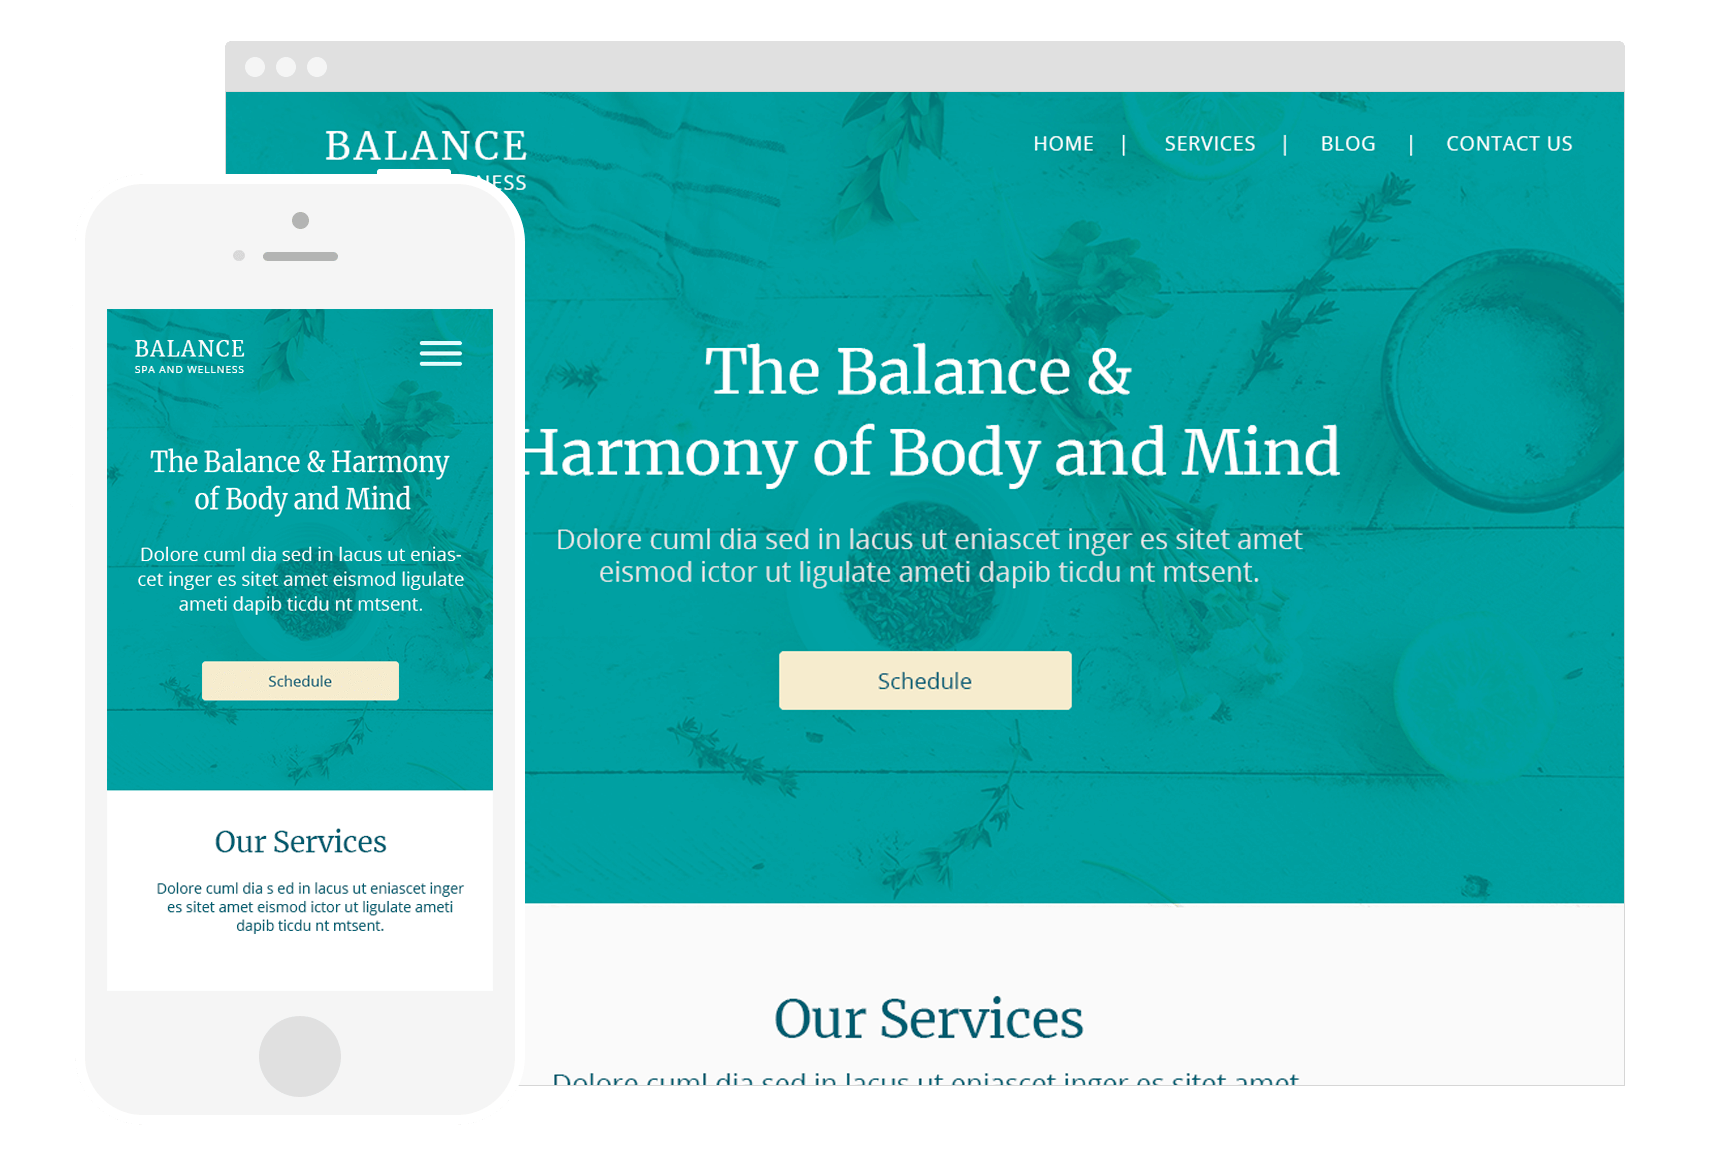 BALANCE
HOME | SERVICES | BLOG | CONTACT US
The Balance &
Harmony of Body and Mind
Dolore cuml dia sed in lacus ut eniascet inger es sitet amet
eismod ictor ut ligulate ameti dapib ticdu nt mtsent.
Schedule
Our Services
Dolore cuml dia sed in lacus ut eniascet inger es sitet amet
BALANCE
SPA AND WELLNESS
The Balance & Harmony
of Body and Mind
Dolore cuml dia sed in lacus ut enias-
cet inger es sitet amet eismod ligulate
ameti dapib ticdu nt mtsent.
Schedule
Our Services
Dolore cuml dia s ed in lacus ut eniascet inger
es sitet amet eismod ictor ut ligulate ameti
dapib ticdu nt mtsent.